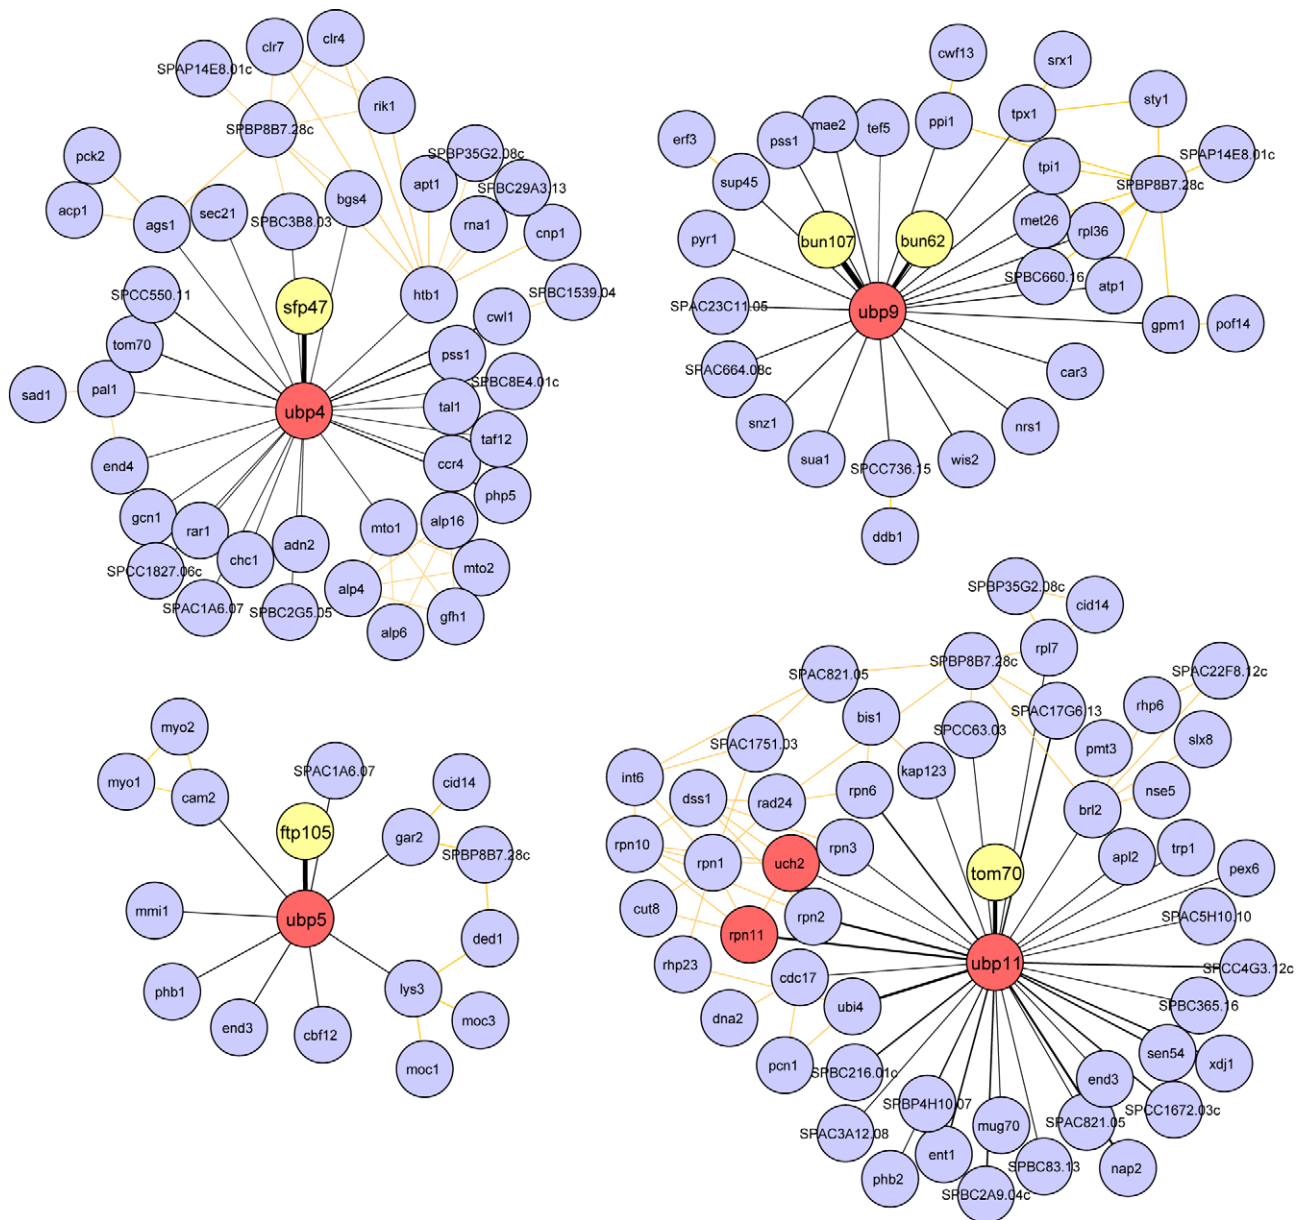 clr7
clr4
SPAP14E8.01c
rik1
SPBP8B7.28c
pck2
SPBP35G2.08c
apt1
SPBC29A3.13
acp1
ags1
sec21
SPBC3B8.03
bgs4
rna1
cnp1
SPCC550.11
sfp47
htb1
SPBC1539.04
cwl1
tom70
pss1
sad1
pal1
SPBC8E4.01c
ubp4
tal1
taf12
end4
ccr4
php5
gcn1
rar1
mto1
alp16
adn2
chc1
SPCC1827.06c
mto2
alp4
SPAC1A6.07
SPBC2G5.05
gfh1
alp6
cwf13
srx1
sty1
tpx1
ppi1
mae2
tef5
pss1
erf3
SPAP14E8.01c
tpi1
sup45
SPBP8B7.28c
met26
rpl36
pyr1
bun107
bun62
SPBC660.16
atp1
SPAC23C11.05
ubp9
gpm1
pof14
SPAC664.08c
car3
snz1
nrs1
sua1
SPCC736.15
wis2
ddb1
myo2
SPAC1A6.07
myo1
cam2
cid14
ftp105
gar2
SPBP8B7.28c
mmi1
ubp5
ded1
phb1
lys3
end3
cbf12
moc3
moc1
SPBP35G2.08c
cid14
rpl7
SPBP8B7.28c
SPAC821.05
SPAC22F8.12c
rhp6
bis1
SPAC17G6.13
SPCC63.03
slx8
pmt3
SPAC1751.03
int6
kap123
nse5
dss1
rad24
rpn6
brl2
rpn10
rpn3
trp1
apl2
rpn1
uch2
tom70
pex6
cut8
rpn2
SPAC5H10.10
rpn11
ubp11
rhp23
SPCC4G3.12c
cdc17
SPBC365.16
ubi4
dna2
sen54
xdj1
pcn1
SPBC216.01c
end3
SPBP4H10.07
SPCC1672.03c
SPAC3A12.08
mug70
SPAC821.05
ent1
nap2
SPBC83.13
phb2
SPBC2A9.04c